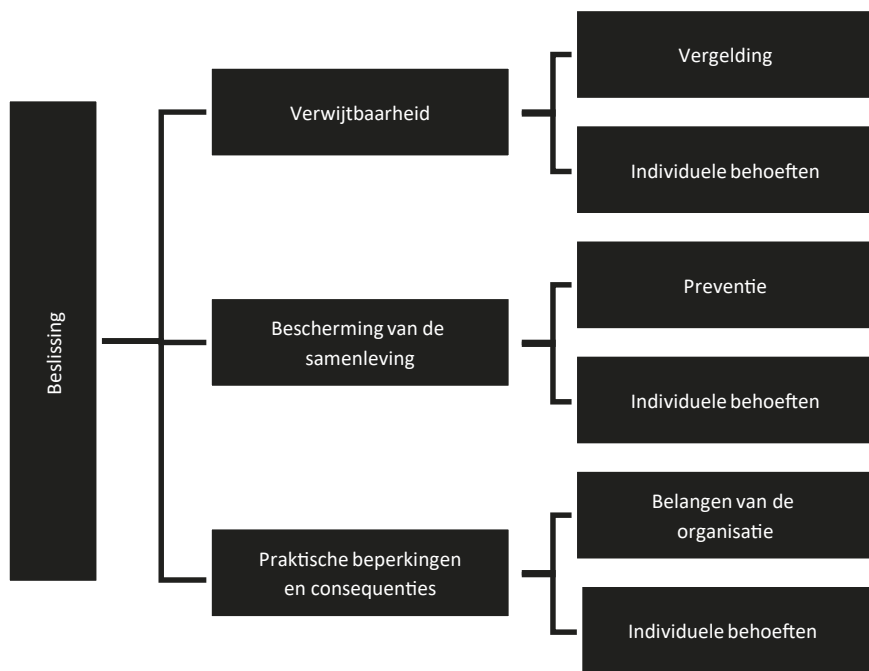 Beslissing
Verwijtbaarheid
Vergelding
Individuele behoeften
Bescherming van de
samenleving
Preventie
Individuele behoeften
Praktische beperkingen
en consequenties
Belangen van de
organisatie
Individuele behoeften